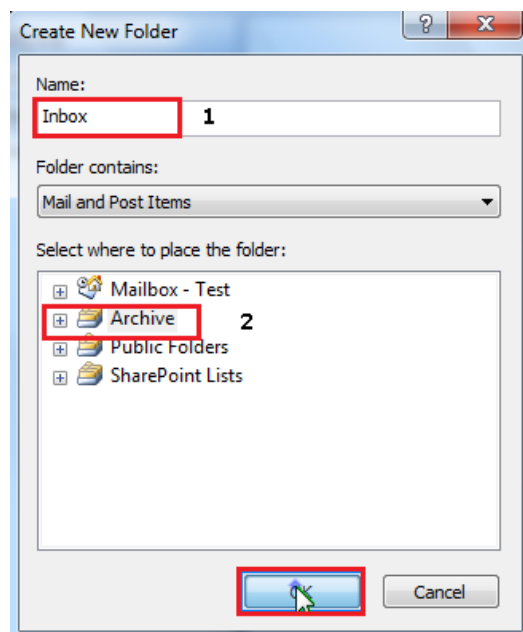 Create New Folder
?
X
Name:
Inbox
1
Folder contains:
Mail and Post Items
Select where to place the folder:
Mailbox - Test
Archive
2
Public Folders
SharePoint Lists
OK
Cancel